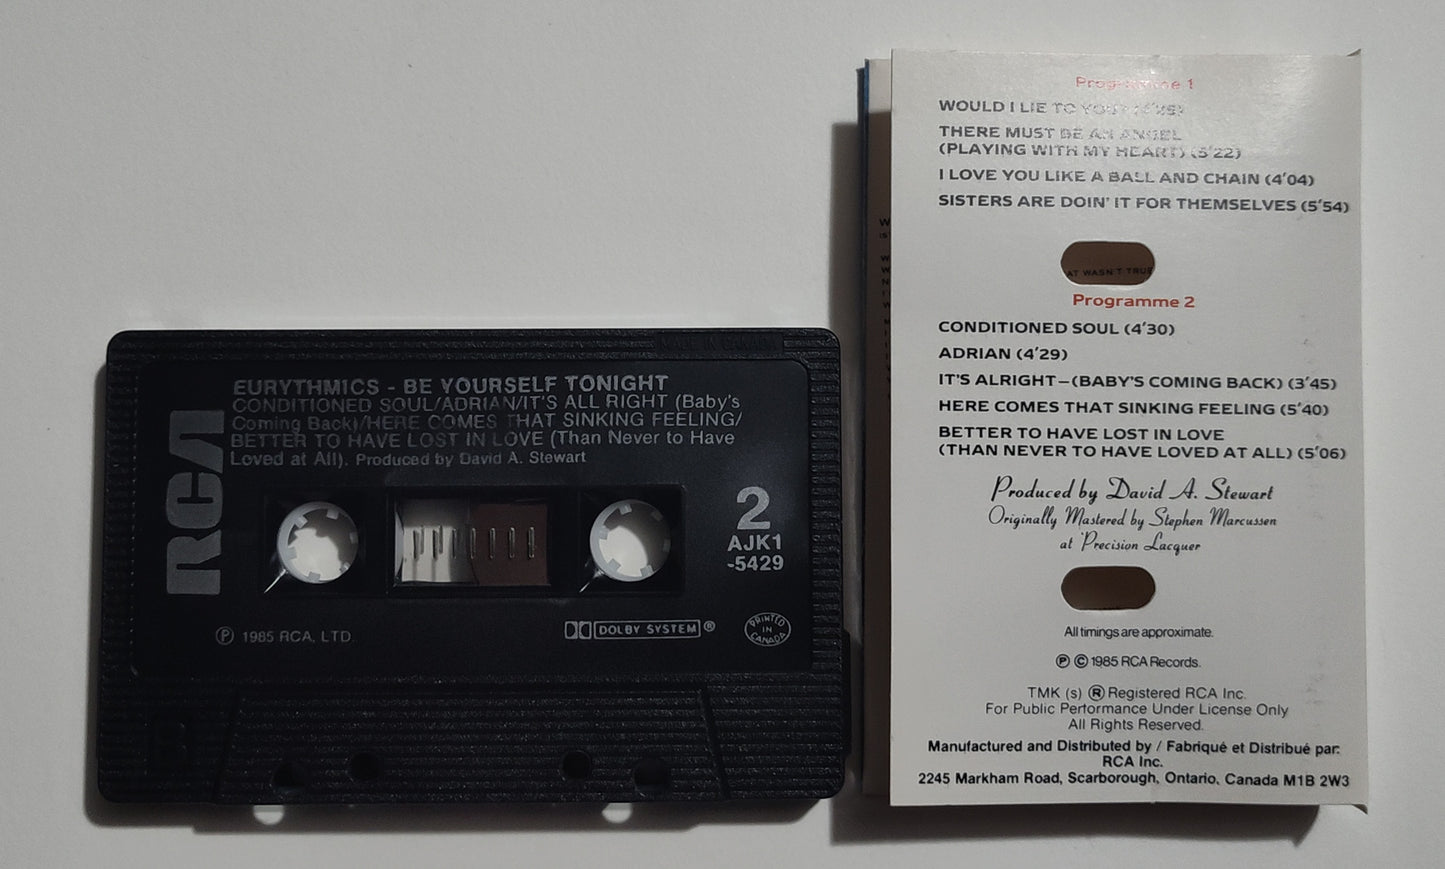 MADE IN CANADA
EURYTHMICS - BE YOURSELF TONIGHT
CONDITIONED SOUL/ADRIAN/IT'S ALL RIGHT (Baby's
Coming Back)/HERE COMES THAT SINKING FEELING/
BETTER TO HAVE LOST IN LOVE (Than Never to Have
Loved at All). Produced by David A. Stewart
RCA
2
AJK1
-5429
Ⓟ 1985 RCA, LTD.
DOLBY SYSTEM ®
PRINTED
IN
CANADA
B
Programme 1
WOULD I LIE TO YOU? (4'25)
THERE MUST BE AN ANGEL
(PLAYING WITH MY HEART) (5'22)
I LOVE YOU LIKE A BALL AND CHAIN (4'04)
SISTERS ARE DOIN' IT FOR THEMSELVES (5'54)
AT WASN'T TRUE
Programme 2
CONDITIONED SOUL (4'30)
ADRIAN (4'29)
IT'S ALRIGHT—(BABY'S COMING BACK) (3'45)
HERE COMES THAT SINKING FEELING (5'40)
BETTER TO HAVE LOST IN LOVE
(THAN NEVER TO HAVE LOVED AT ALL) (5'06)
Produced by David A. Stewart
Originally Mastered by Stephen Marcussen
at Precision Lacquer
All timings are approximate.
Ⓟ © 1985 RCA Records.
TMK (s) ® Registered RCA Inc.
For Public Performance Under License Only
All Rights Reserved.
Manufactured and Distributed by / Fabriqué et Distribué par:
RCA Inc.
2245 Markham Road, Scarborough, Ontario, Canada M1B 2W3